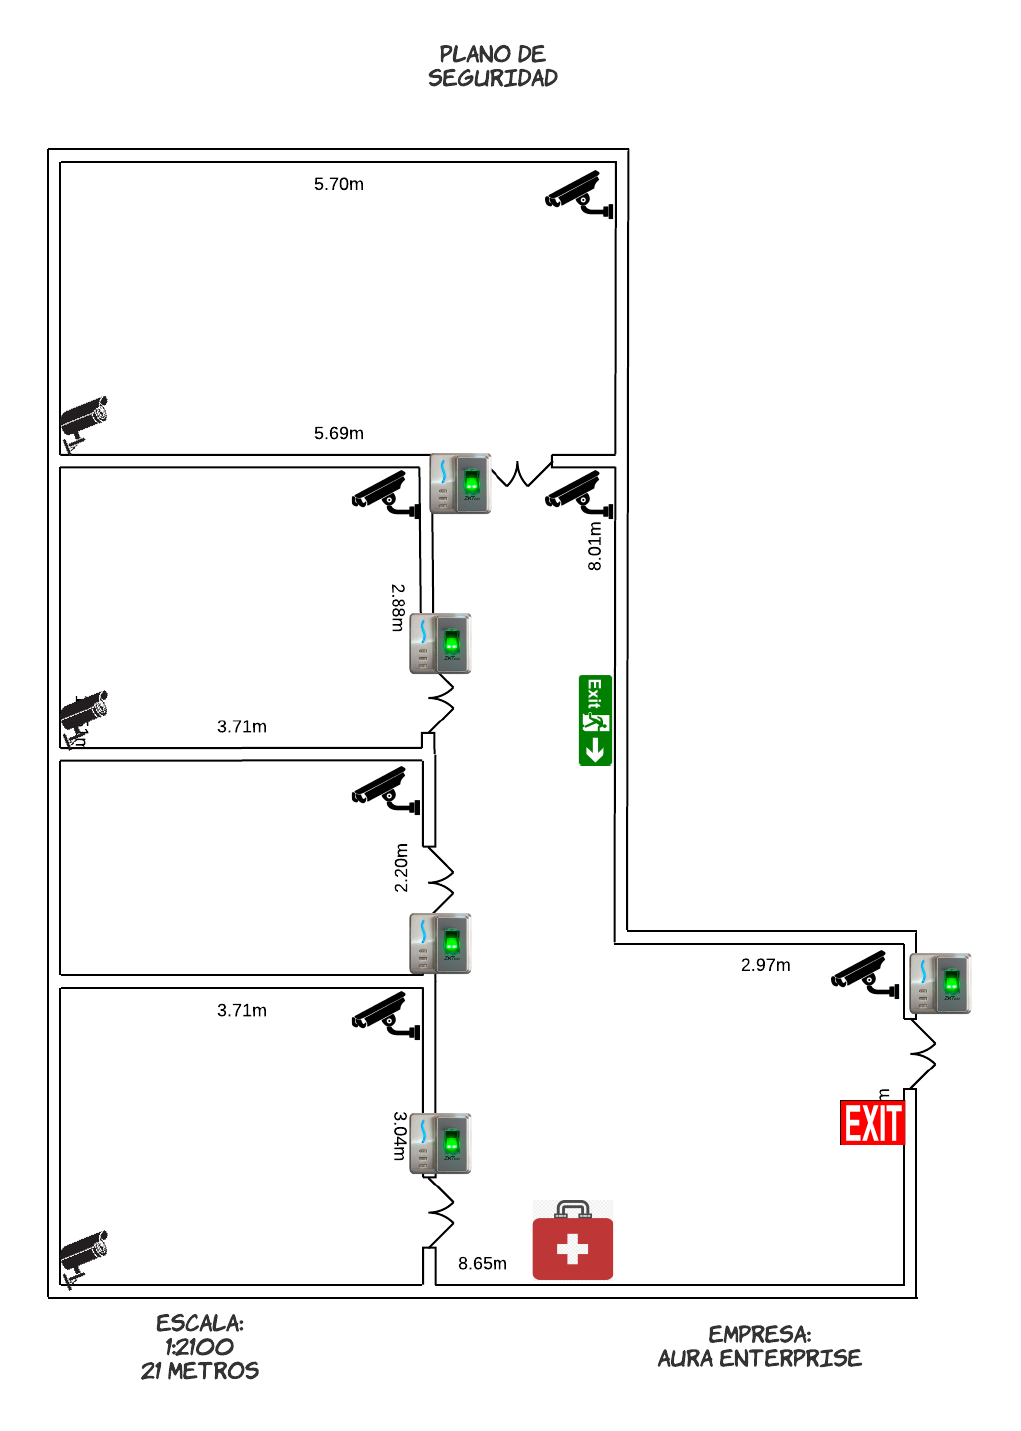 PLANO DE
SEGURIDAD
5.70m
5.69m
8.01m
2.88m
Exit
3.71m
2.20m
2.97m
3.71m
m
EXIT
3.04m
8.65m
ESCALA:
1:2100
21 METROS
EMPRESA:
AURA ENTERPRISE